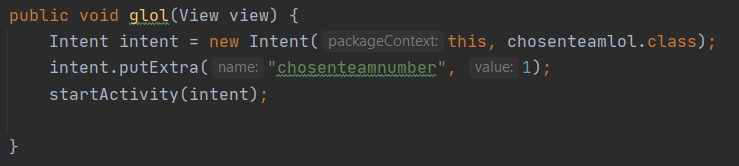 public void glol(View view) {
    Intent intent = new Intent( packageContext: this, chosenteamlol.class);
    intent.putExtra( name: "chosenteamnumber", value: 1);
    startActivity(intent);
}